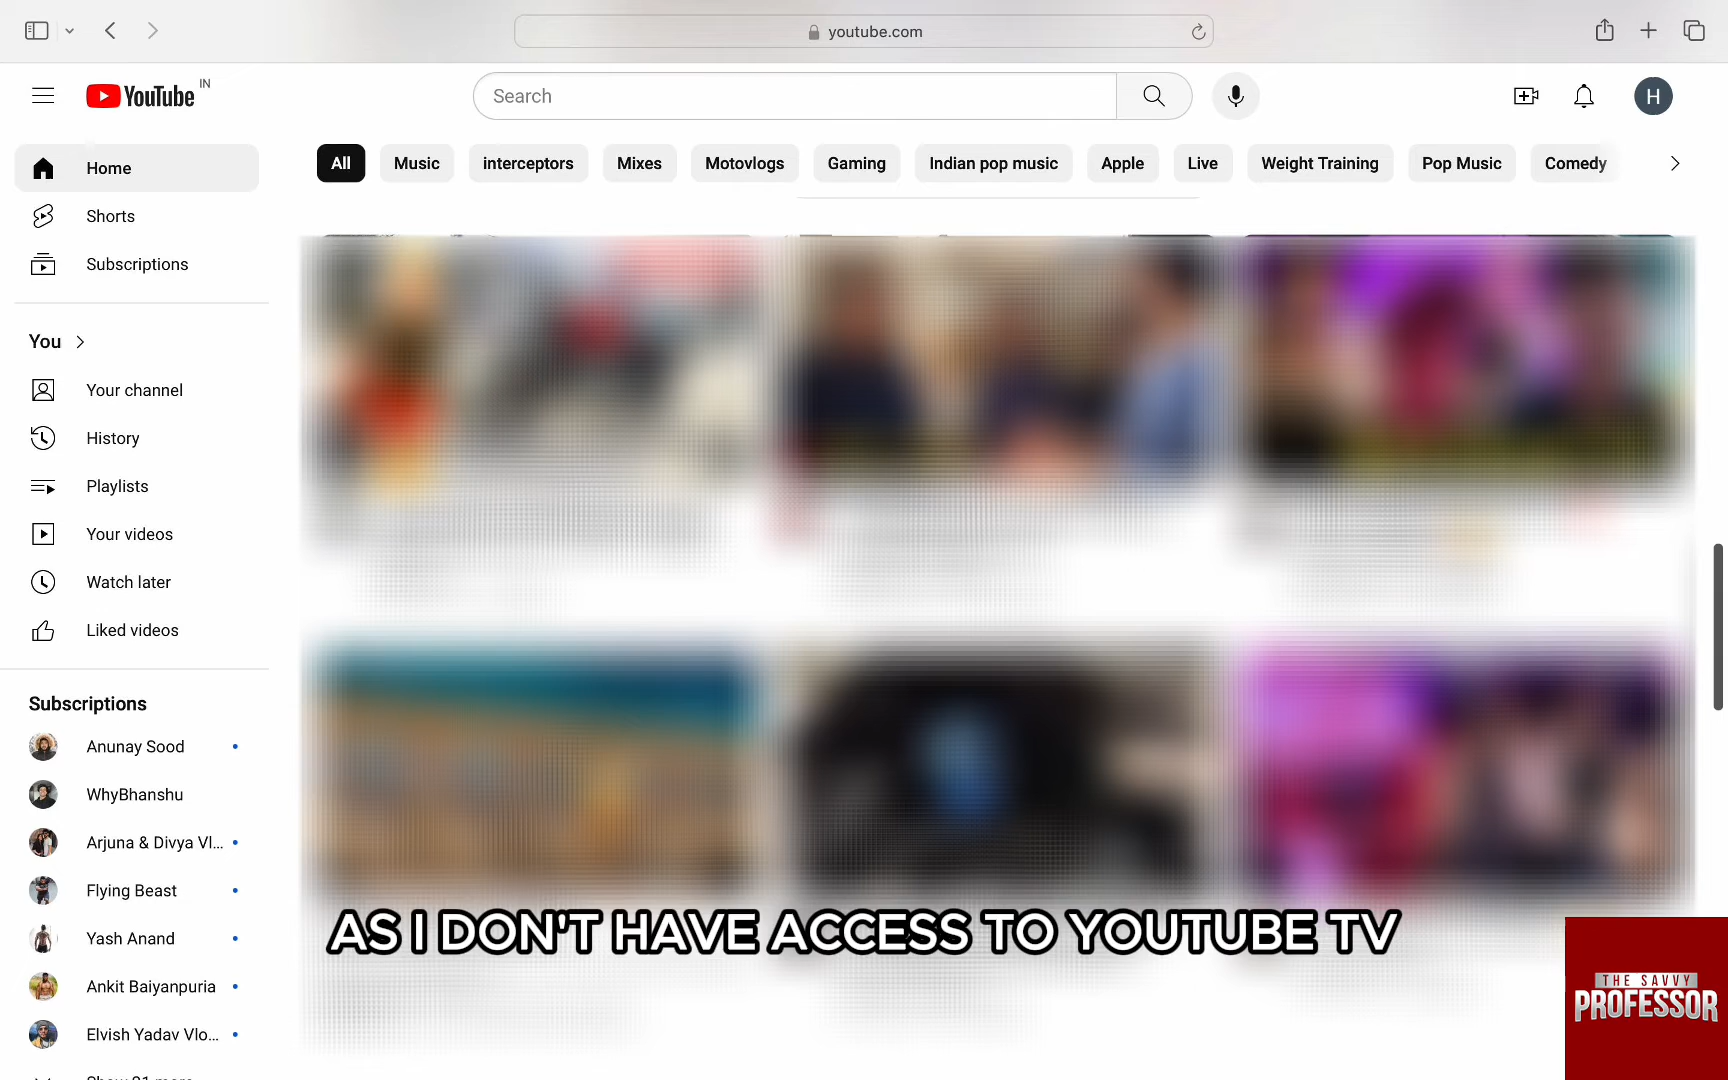 youtube.com
YouTube IN
Search
H
Home
Shorts
Subscriptions
You
Your channel
History
Playlists
Your videos
Watch later
Liked videos
Subscriptions
Anunay Sood
WhyBhanshu
Arjuna & Divya Vl...
Flying Beast
Yash Anand
Ankit Baiyanpuria
Elvish Yadav Vlo...
All
Music
interceptors
Mixes
Motovlogs
Gaming
Indian pop music
Apple
Live
Weight Training
Pop Music
Comedy
AS I DON'T HAVE ACCESS TO YOUTUBE TV
THE SAVVY
PROFESSOR